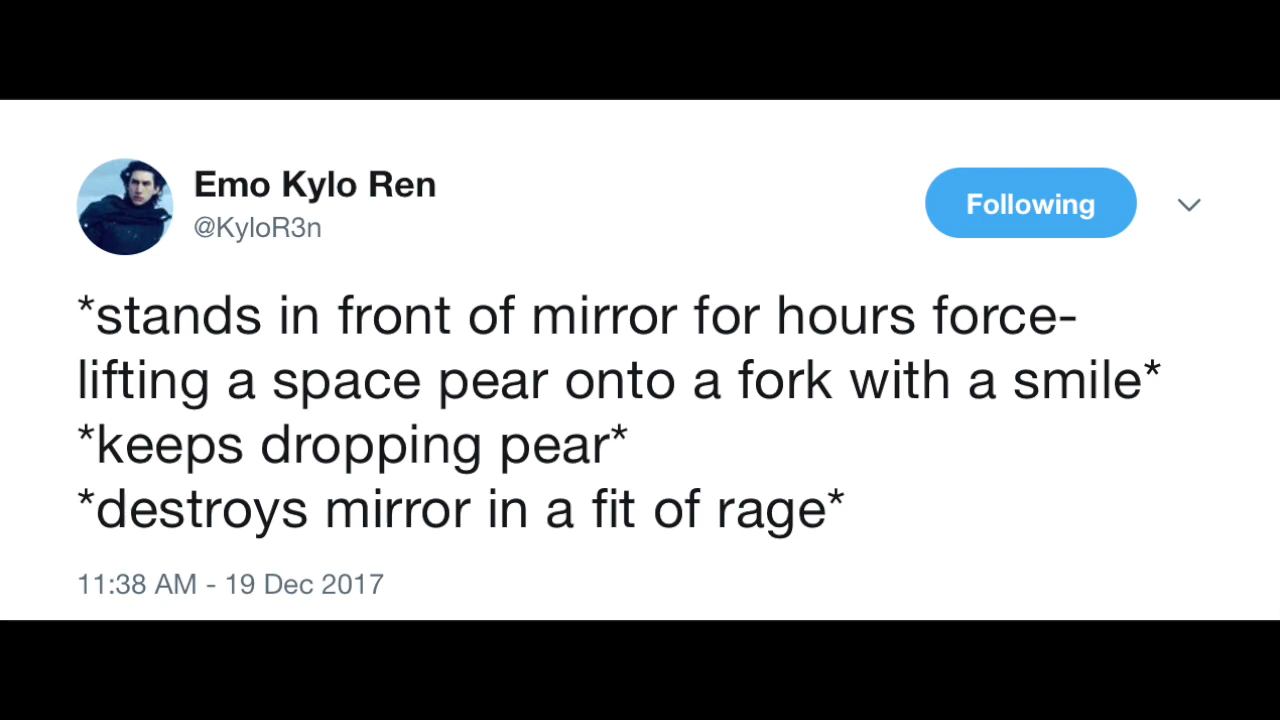 Emo Kylo Ren
@KyloR3n
Following
*stands in front of mirror for hours force-
lifting a space pear onto a fork with a smile*
*keeps dropping pear*
*destroys mirror in a fit of rage*
11:38 AM - 19 Dec 2017